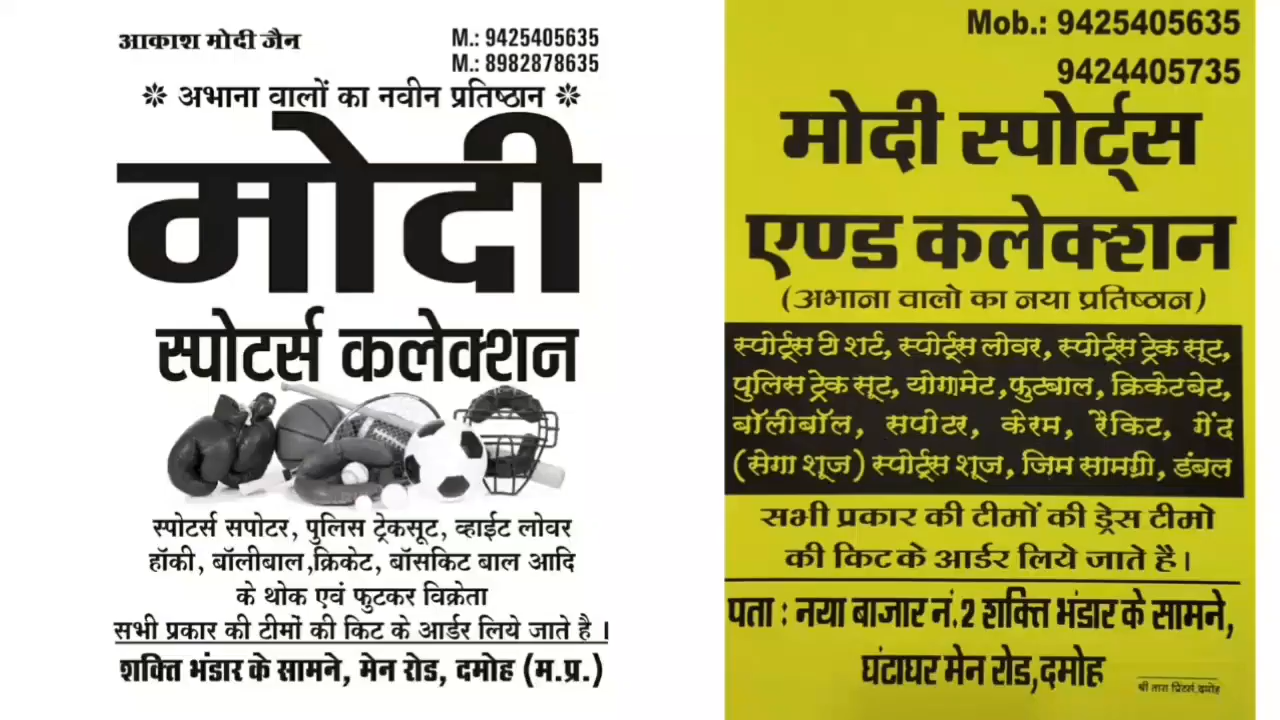 आकाश मोदी जैन
M.: 9425405635
M.: 8982878635
अभाना वालों का नवीन प्रतिष्ठान
मोदी
स्पोटर्स कलेक्शन
स्पोटर्स सपोटर, पुलिस ट्रेकसूट, व्हाईट लोवर
हॉकी, बॉलीबाल,क्रिकेट, बॉसकिट बाल आदि
के थोक एवं फुटकर विक्रेता
सभी प्रकार की टीमों की किट के आर्डर लिये जाते है ।
शक्ति भंडार के सामने, मेन रोड, दमोह (म.प्र.)
Mob.: 9425405635
9424405735
मोदी स्पोर्ट्स
एण्ड कलेक्शन
(अभाना वालो का नया प्रतिष्ठान)
स्पोर्ट्स टी शर्ट, स्पोर्ट्स लोवर, स्पोर्ट्स ट्रेक सूट,
पुलिस ट्रेक सूट, योगामेट, फुटबाल, क्रिकेट बेट,
बॉलीबॉल, सपोटर, केरम, रैकिट, गेंद
(सेगा शूज) स्पोर्ट्स शूज, जिम सामग्री, डंबल
सभी प्रकार की टीमों की ड्रेस टीमो
की किट के आर्डर लिये जाते है।
पता : नया बाजार नं. 2 शक्ति भंडार के सामने,
घंटाघर मेन रोड, दमोह
श्री तारा प्रिंटर्स, दमोह